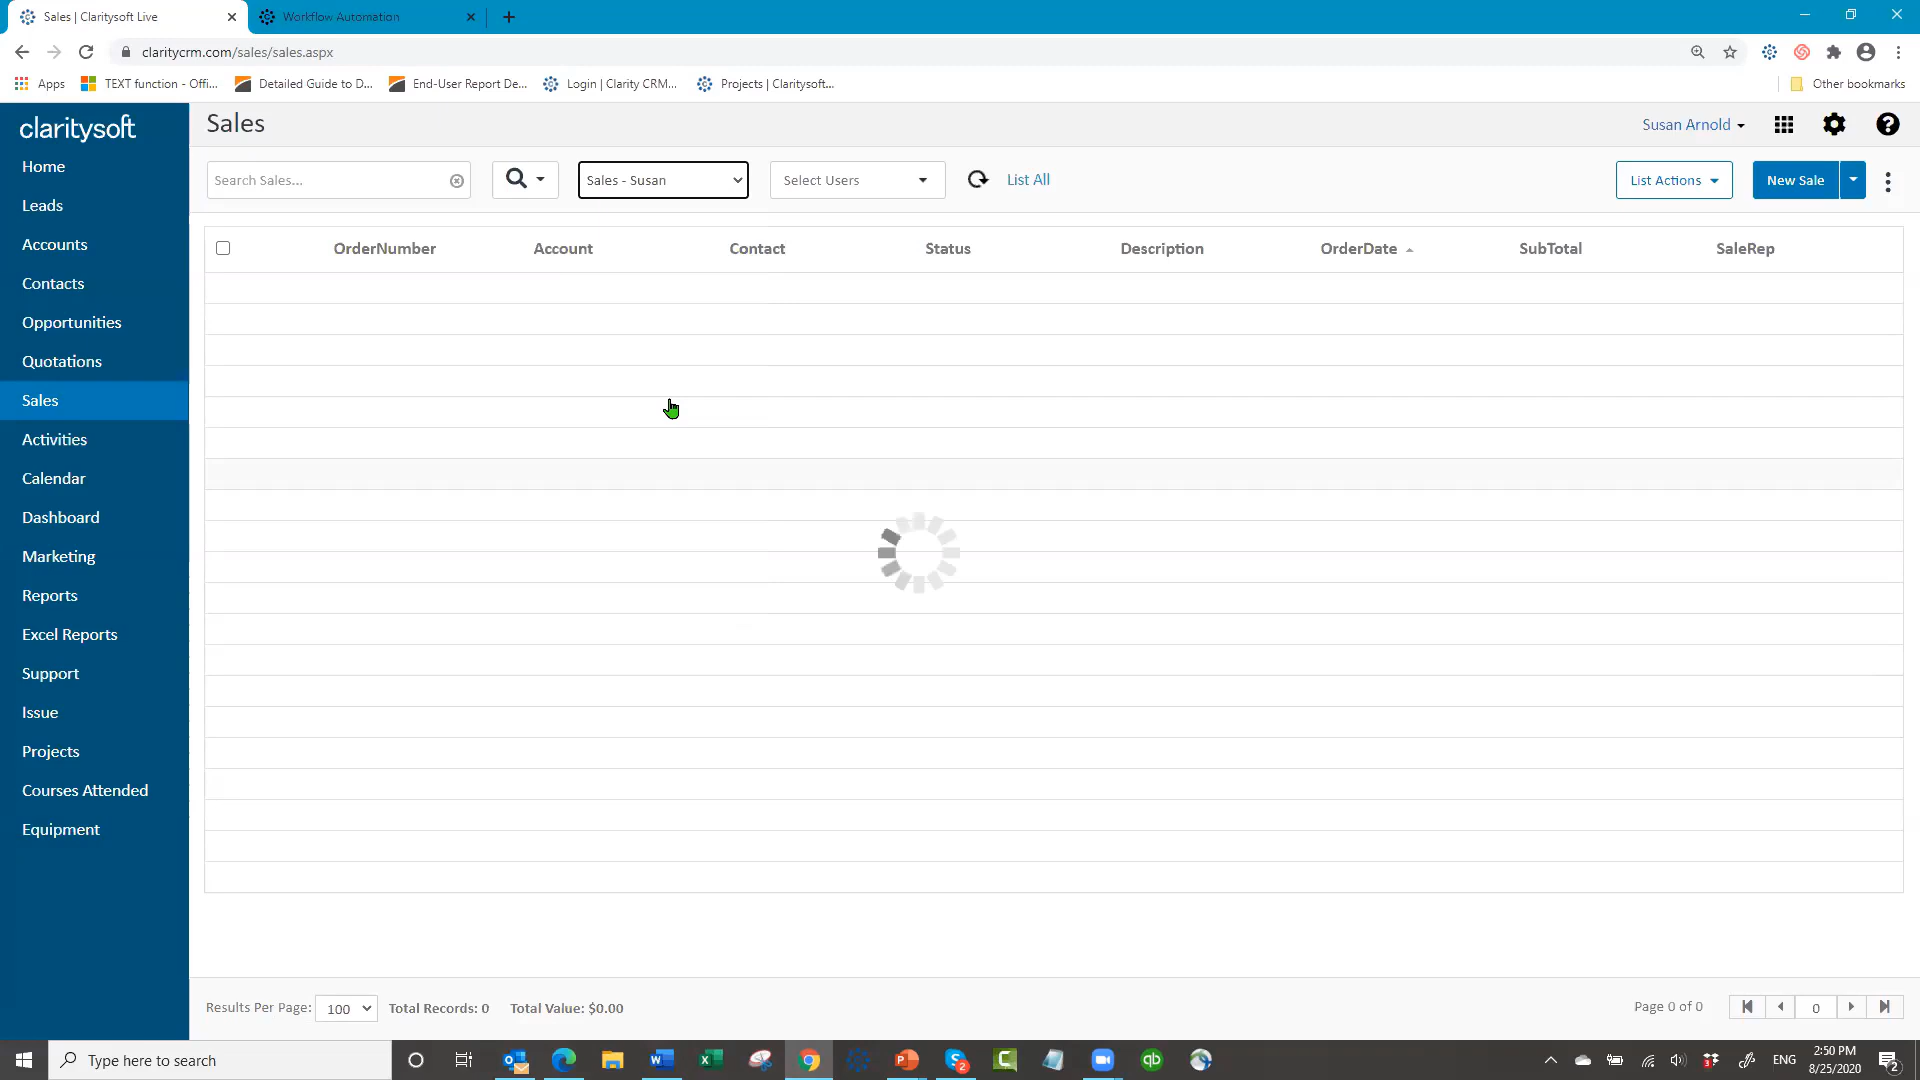 Sales | Claritysoft Live
Workflow Automation
claritycrm.com/sales/sales.aspx
Apps
TEXT function - Offi...
Detailed Guide to D...
End-User Report De...
Login | Clarity CRM...
Projects | Claritysoft...
Other bookmarks
claritysoft
Sales
Susan Arnold
Home
Leads
Accounts
Contacts
Opportunities
Quotations
Sales
Activities
Calendar
Dashboard
Marketing
Reports
Excel Reports
Support
Issue
Projects
Courses Attended
Equipment
Search Sales...
Sales - Susan
Select Users
List All
List Actions
New Sale
OrderNumber Account Contact Status Description OrderDate SubTotal SaleRep
Results Per Page: 100 Total Records: 0 Total Value: $0.00
Page 0 of 0
0
Type here to search
ENG
2:50 PM
8/25/2020
2